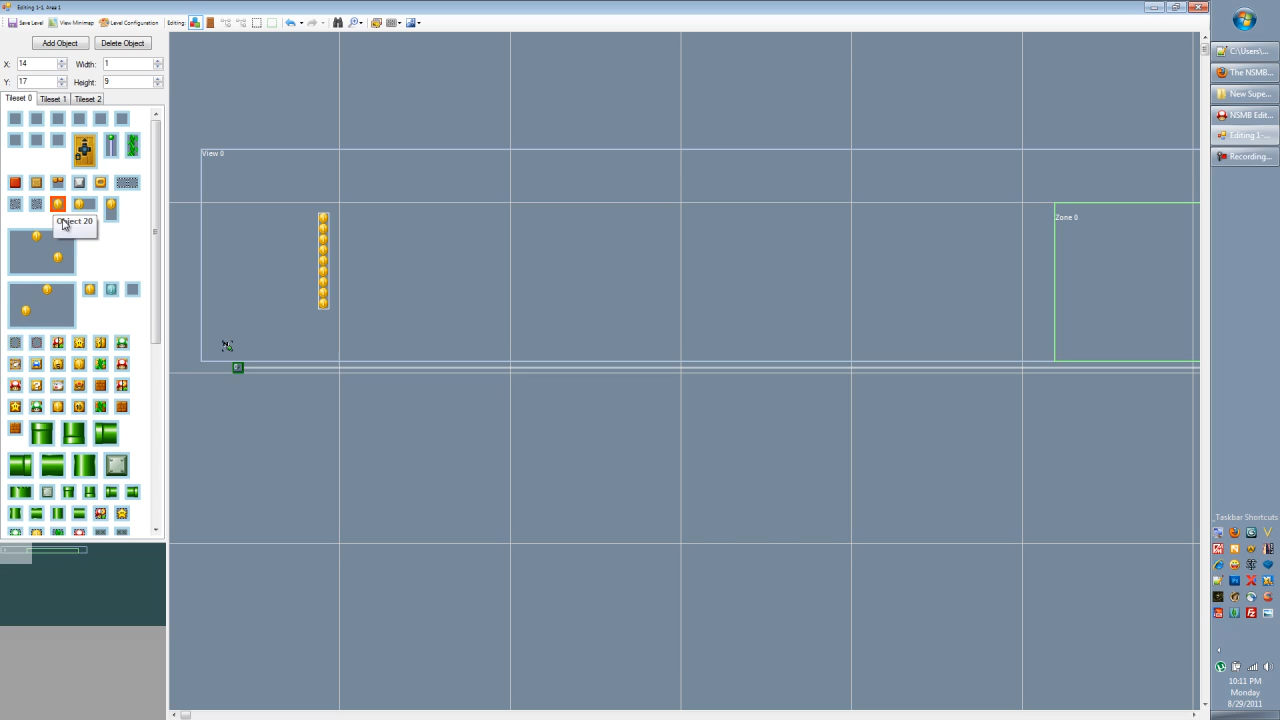 Editing 1-1, Area 1
Save Level View Minimap Level Configuration Editing:
Add Object Delete Object
X: 14 Width: 1
Y: 17 Height: 9
Tileset 0 Tileset 1 Tileset 2
Object 20
View 0
Zone 0
C:\Users\...
The NSMB...
New Supe...
NSMB Edit...
Editing 1-...
Recording...
_Taskbar Shortcuts
10:11 PM
Monday
8/29/2011